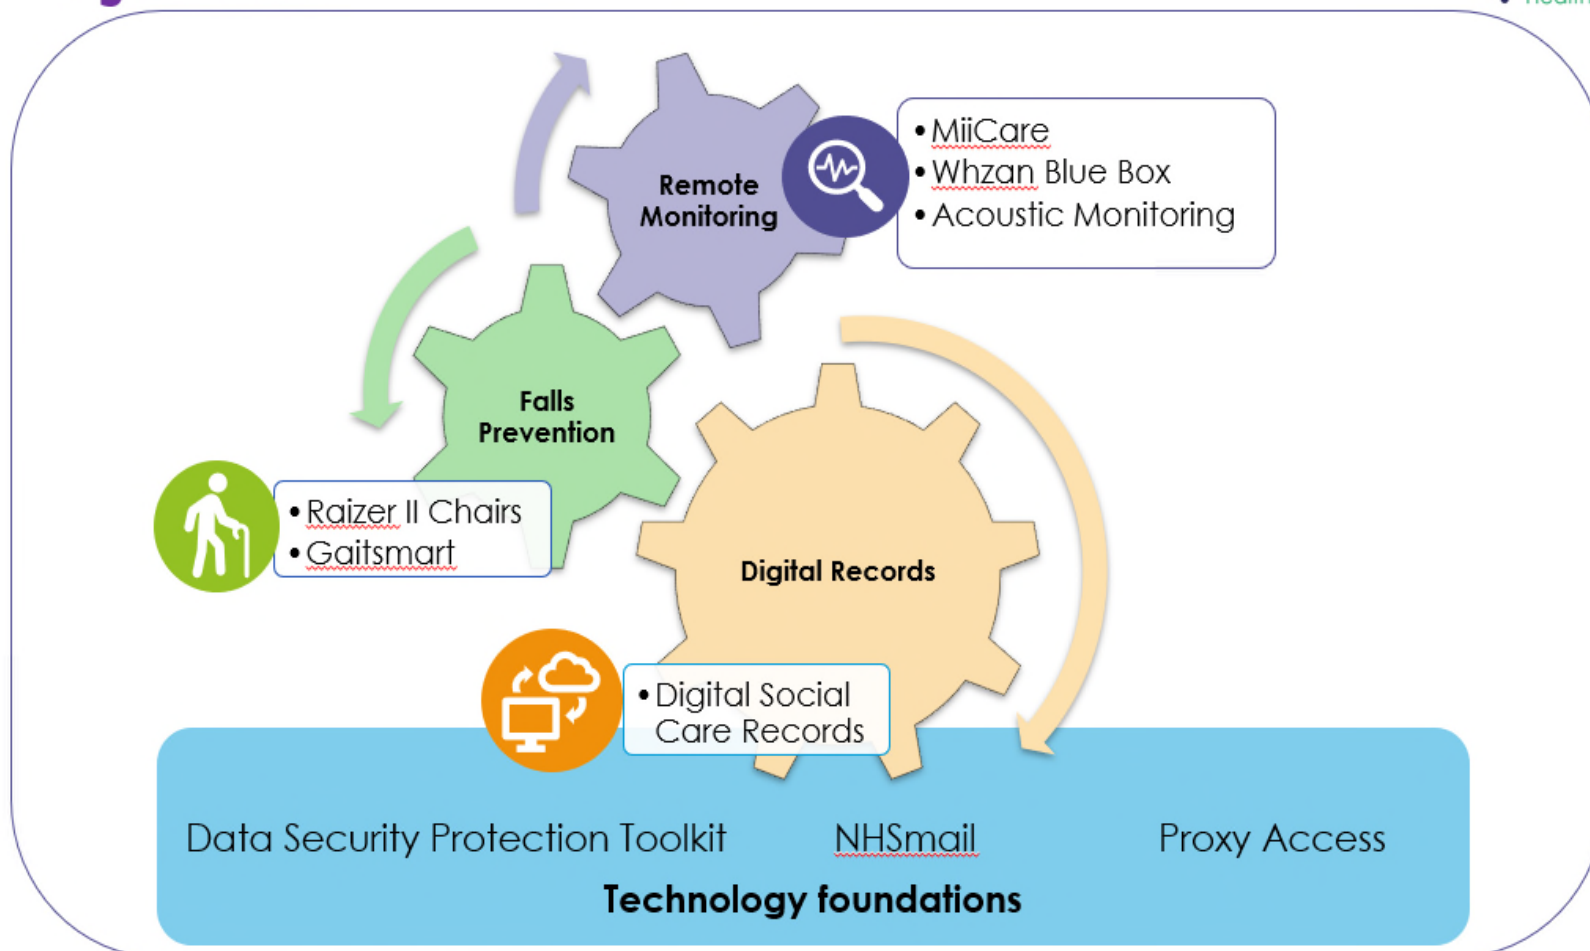 Remote
Monitoring
• MiiCare
• Whzan Blue Box
• Acoustic Monitoring
Falls
Prevention
• Raizer II Chairs
• Gaitsmart
Digital Records
• Digital Social
Care Records
Data Security Protection Toolkit
NHSmail
Proxy Access
Technology foundations